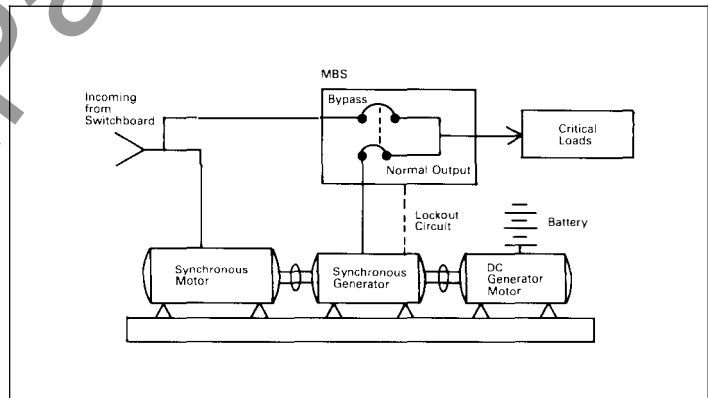 MBS
Incoming
from
Switchboard
Bypass
Critical
Loads
Normal Output
Lockout
Circuit
Battery
Synchronous
Motor
Synchronous
Generator
DC
Generator
Motor